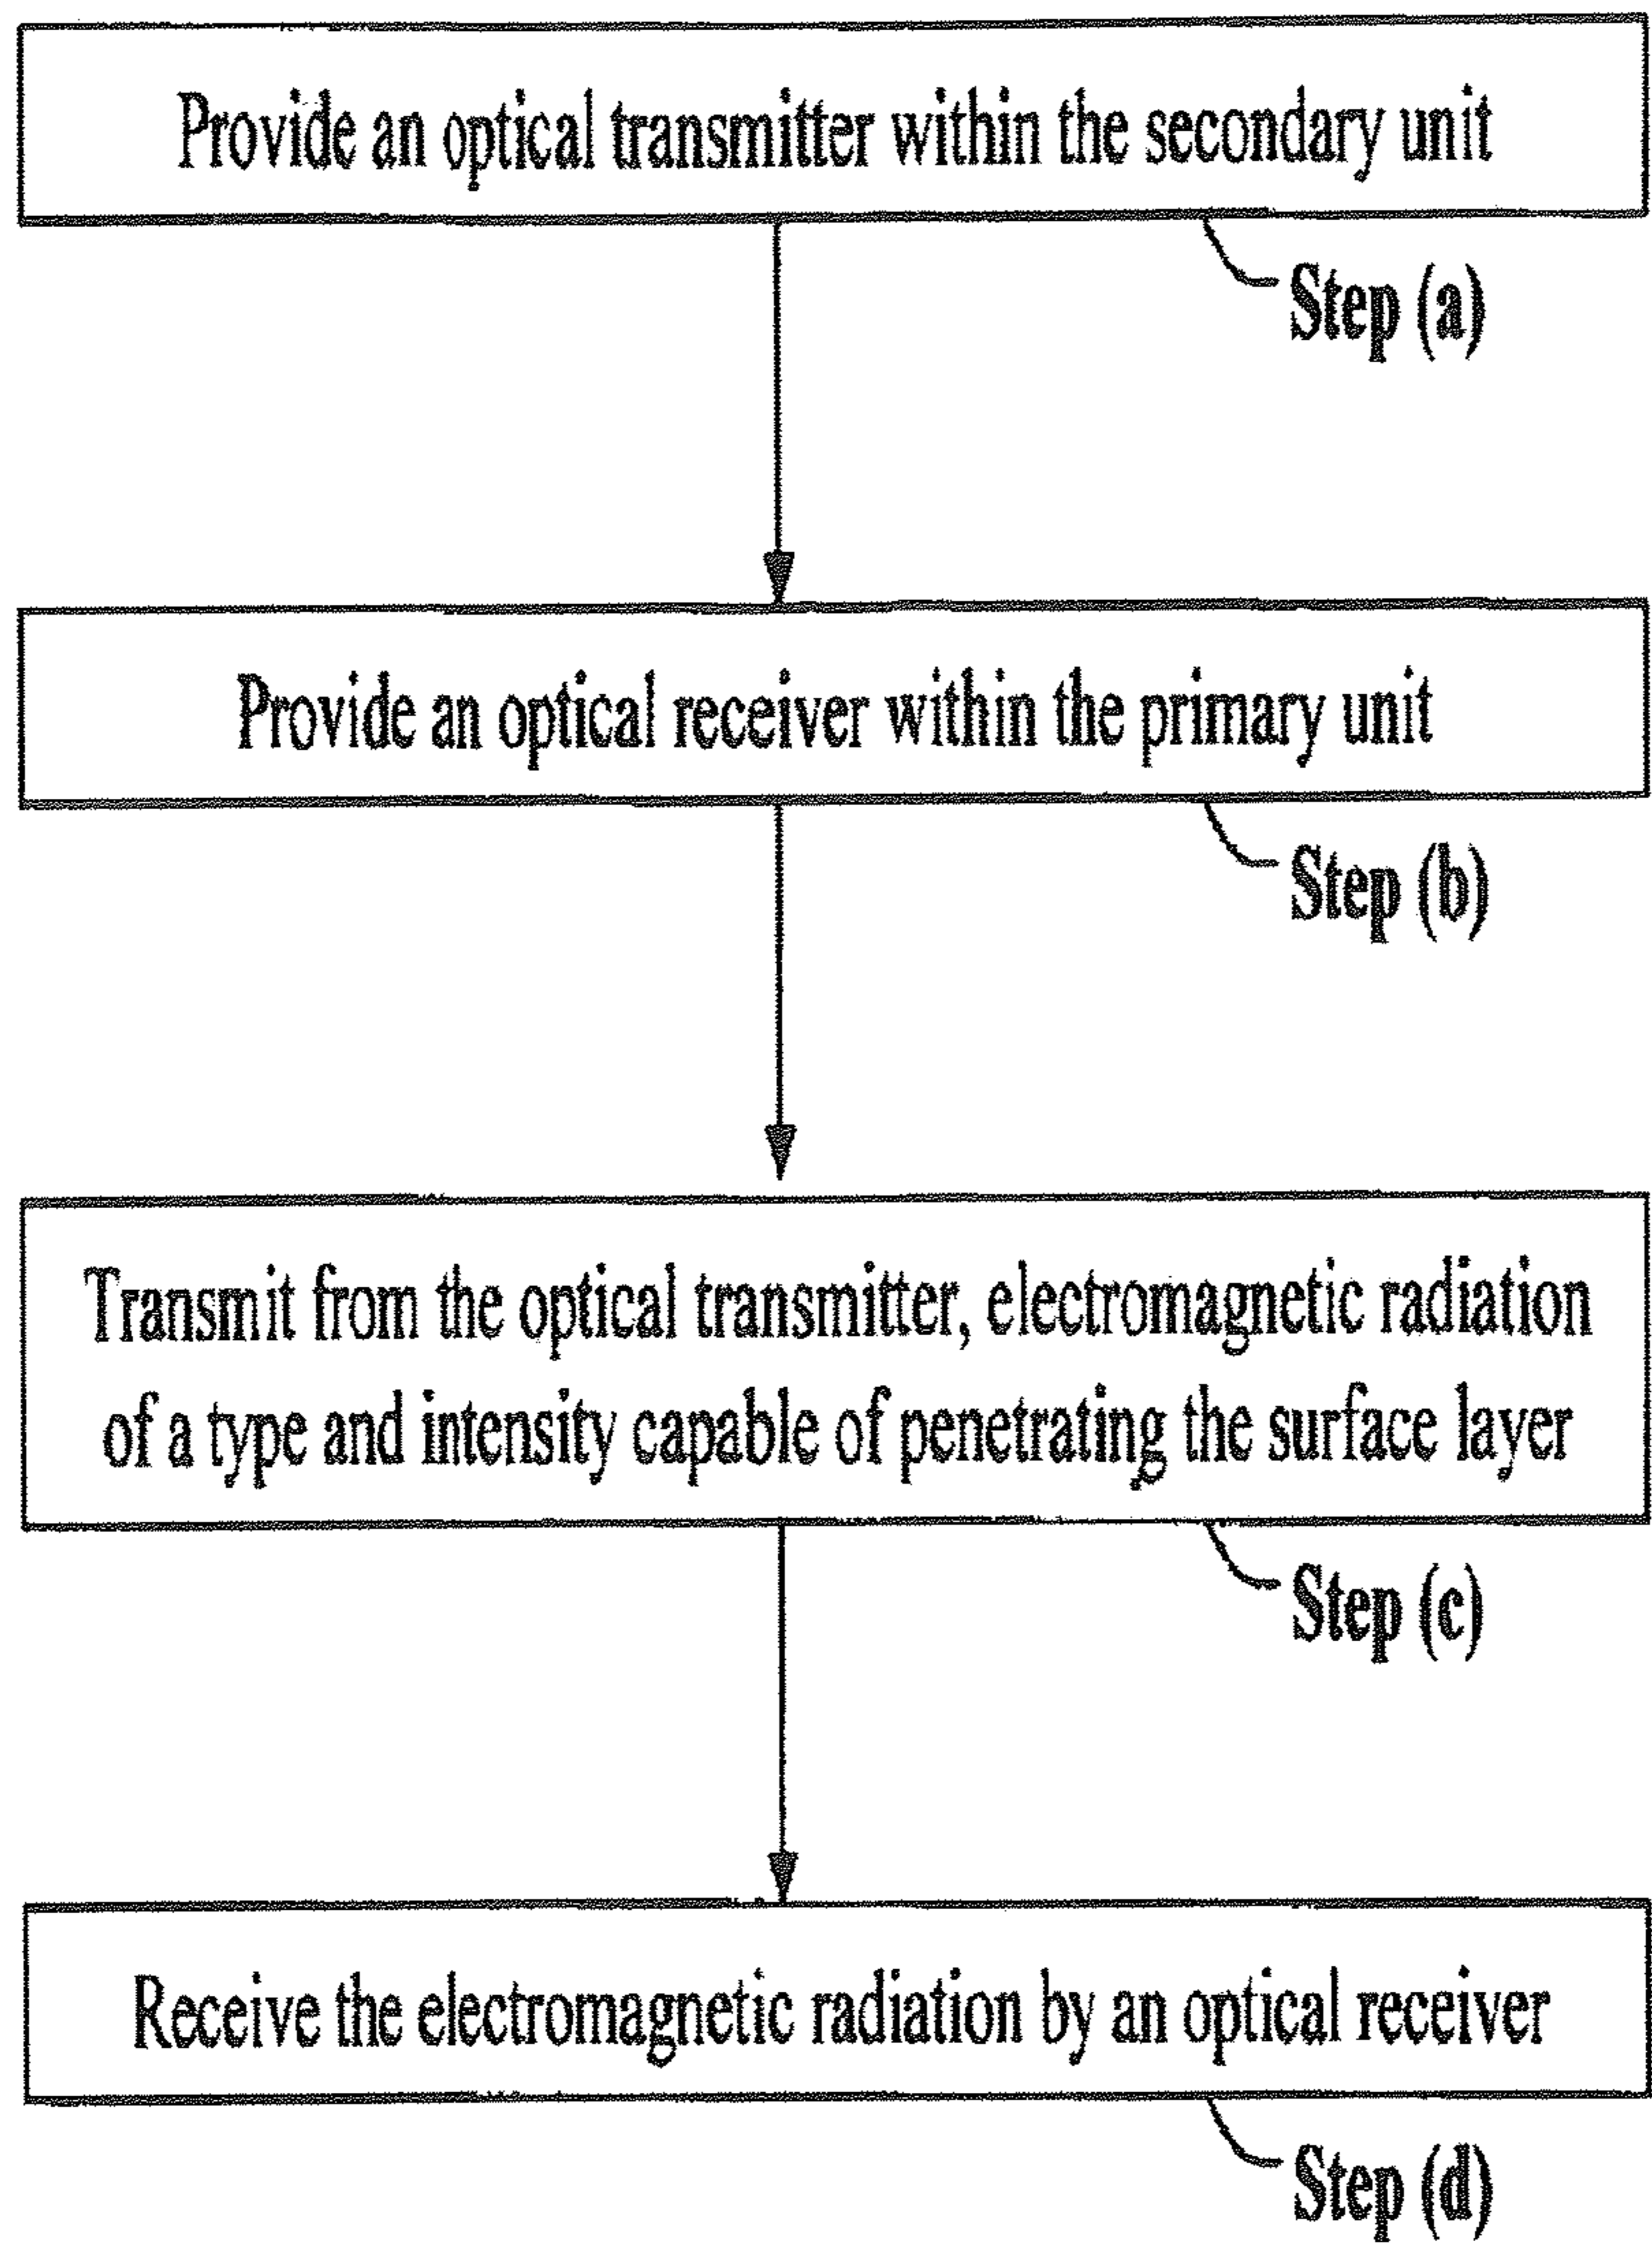 Provide an optical transmitter within the secondary unit
Step (a)
Provide an optical receiver within the primary unit
Step (b)
Transmit from the optical transmitter, electromagnetic radiation
of a type and intensity capable of penetrating the surface layer
Step (c)
Receive the electromagnetic radiation by an optical receiver
Step (d)